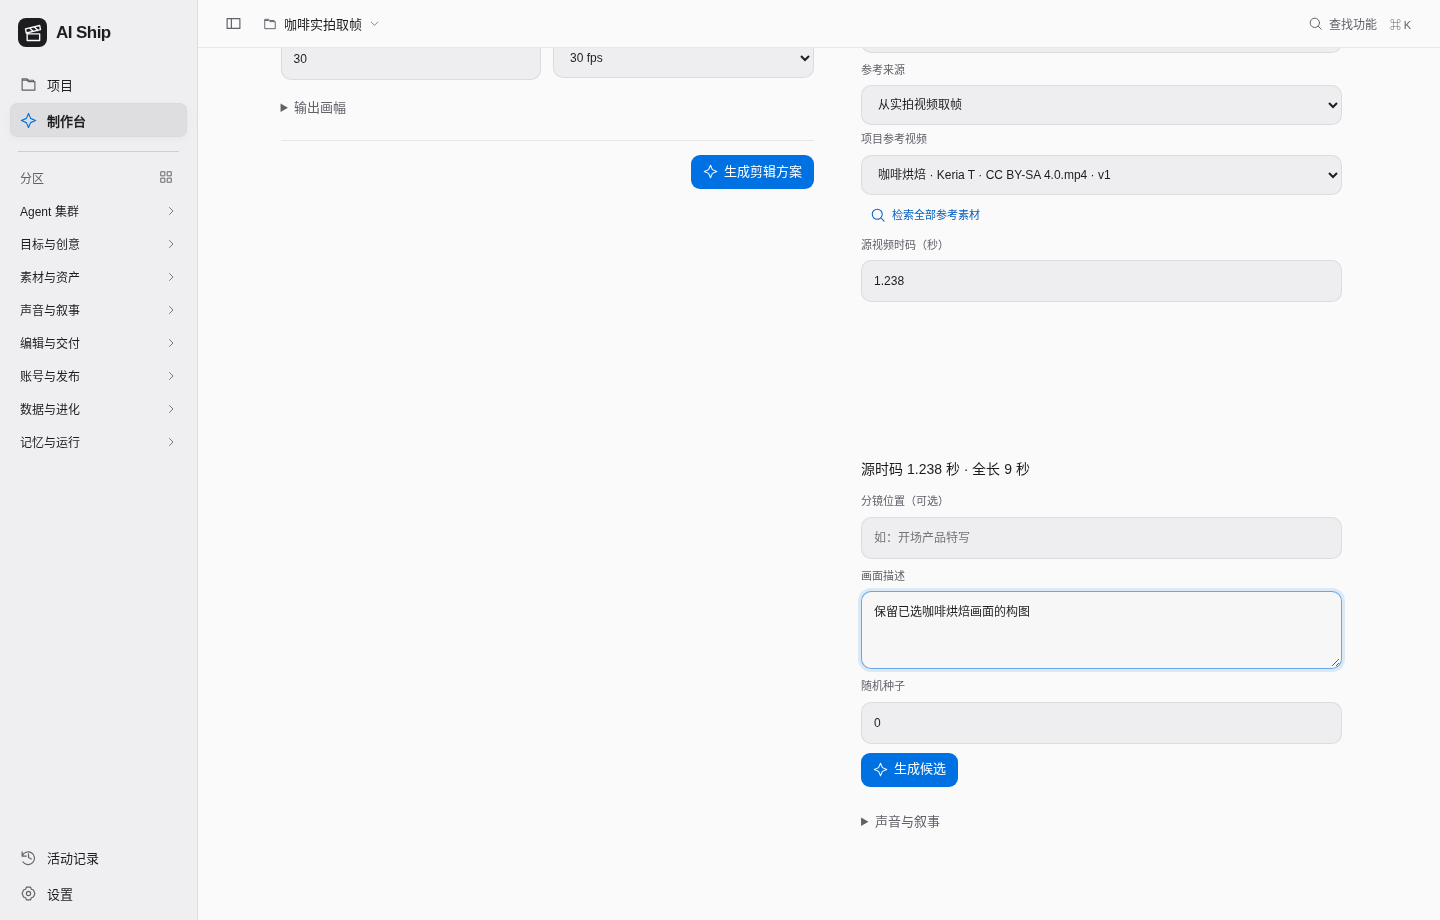 AI Ship
项目
制作台
分区
Agent 集群
目标与创意
素材与资产
声音与叙事
编辑与交付
账号与发布
数据与进化
记忆与运行
活动记录
设置
咖啡实拍取帧
查找功能 ⌘K
30
30 fps
输出画幅
生成剪辑方案
参考来源
从实拍视频取帧
项目参考视频
咖啡烘焙 · Keria T · CC BY-SA 4.0.mp4 · v1
检索全部参考素材
源视频时码（秒）
1.238
源时码 1.238 秒 · 全长 9 秒
分镜位置（可选）
如：开场产品特写
画面描述
保留已选咖啡烘焙画面的构图
随机种子
0
生成候选
声音与叙事